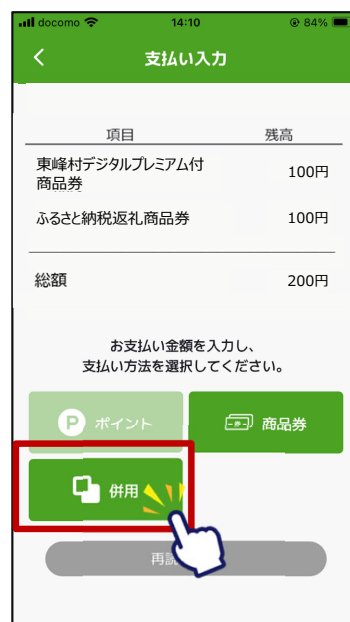 docomo 14:10 84%
支払い入力
項目 残高
東峰村デジタルプレミアム付
商品券 100円
ふるさと納税返礼商品券 100円
総額 200円
お支払い金額を入力し、
支払い方法を選択してください。
P ポイント 商品券
併用
再読